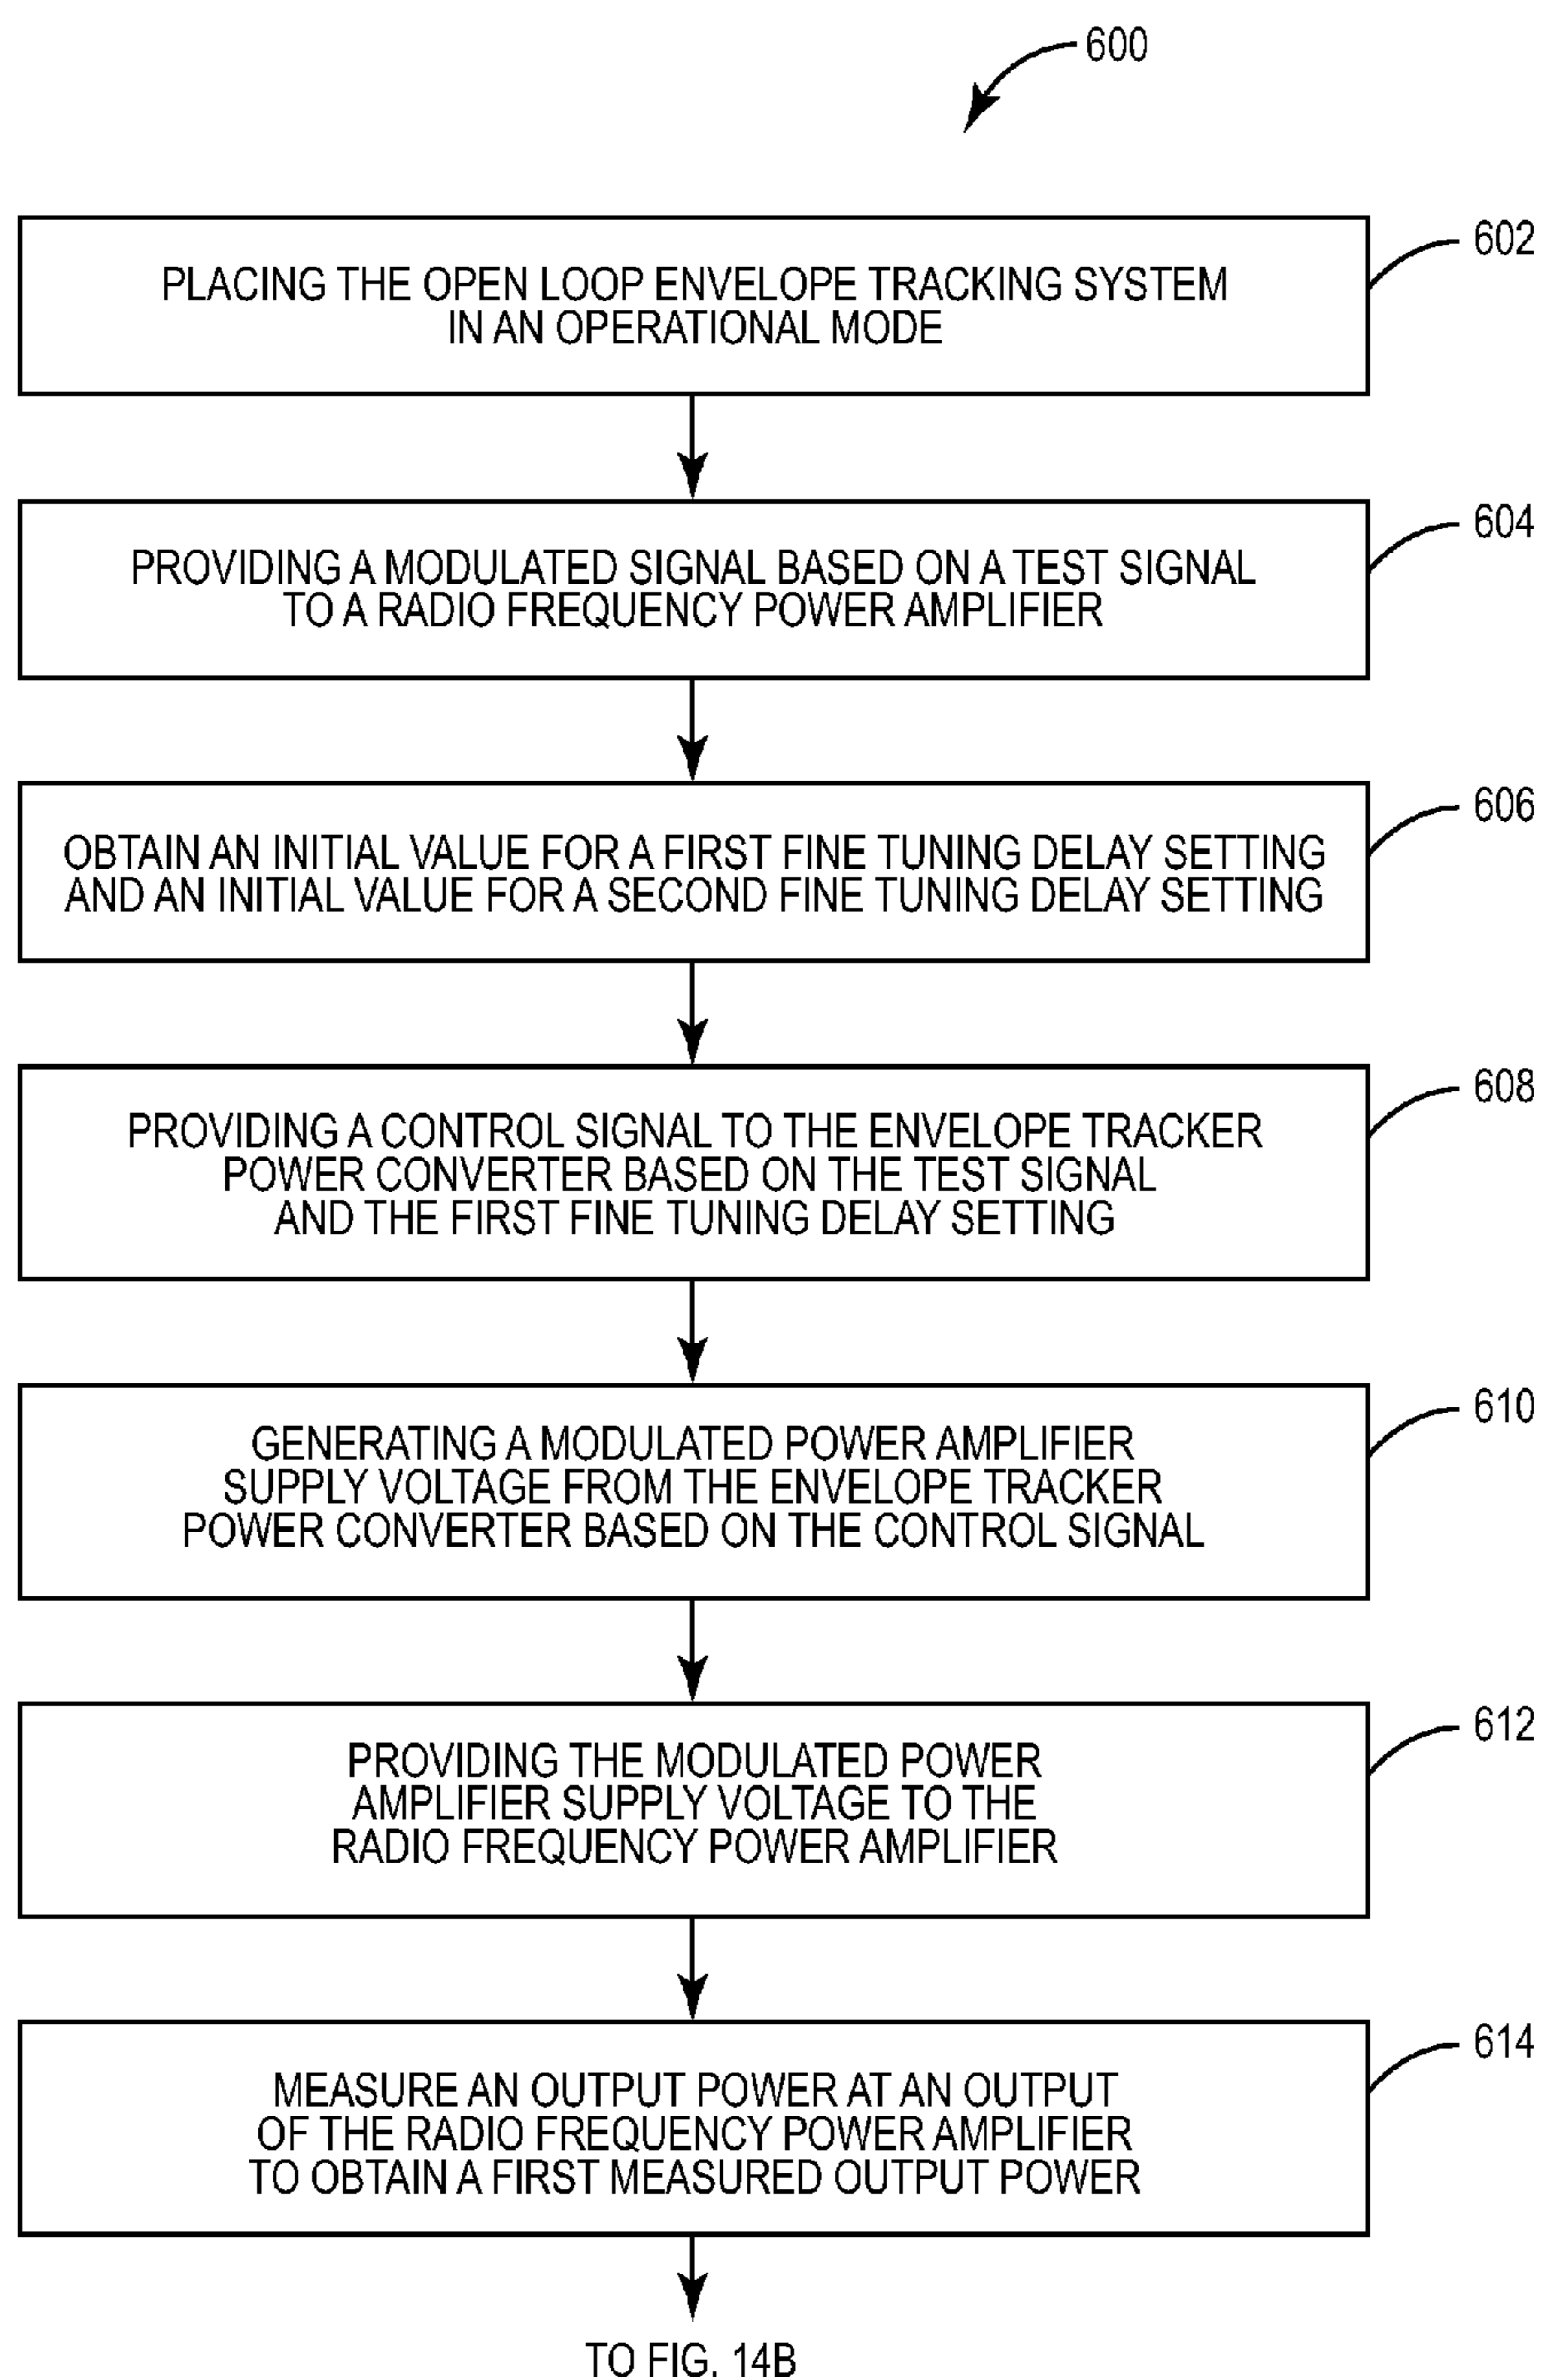 600
602
PLACING THE OPEN LOOP ENVELOPE TRACKING SYSTEM
IN AN OPERATIONAL MODE
604
PROVIDING A MODULATED SIGNAL BASED ON A TEST SIGNAL
TO A RADIO FREQUENCY POWER AMPLIFIER
606
OBTAIN AN INITIAL VALUE FOR A FIRST FINE TUNING DELAY SETTING
AND AN INITIAL VALUE FOR A SECOND FINE TUNING DELAY SETTING
608
PROVIDING A CONTROL SIGNAL TO THE ENVELOPE TRACKER
POWER CONVERTER BASED ON THE TEST SIGNAL
AND THE FIRST FINE TUNING DELAY SETTING
610
GENERATING A MODULATED POWER AMPLIFIER
SUPPLY VOLTAGE FROM THE ENVELOPE TRACKER
POWER CONVERTER BASED ON THE CONTROL SIGNAL
612
PROVIDING THE MODULATED POWER
AMPLIFIER SUPPLY VOLTAGE TO THE
RADIO FREQUENCY POWER AMPLIFIER
614
MEASURE AN OUTPUT POWER AT AN OUTPUT
OF THE RADIO FREQUENCY POWER AMPLIFIER
TO OBTAIN A FIRST MEASURED OUTPUT POWER
TO FIG. 14B